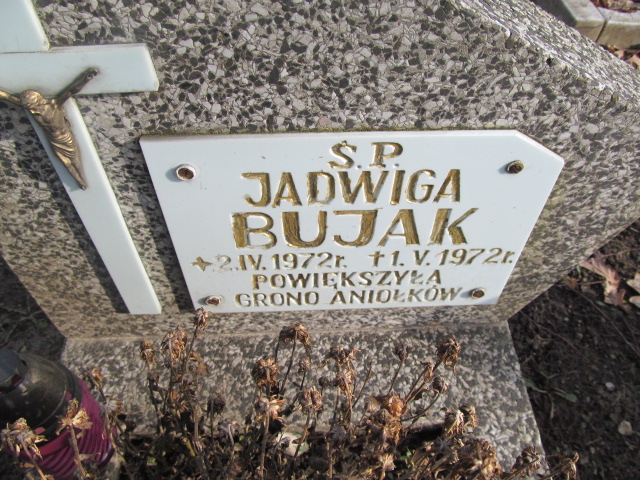 Ś.P.
JADWIGA
BUJAK
*2.IV.1972r. †1.V.1972r.
POWIĘKSZYŁA
GRONO ANIOŁKÓW